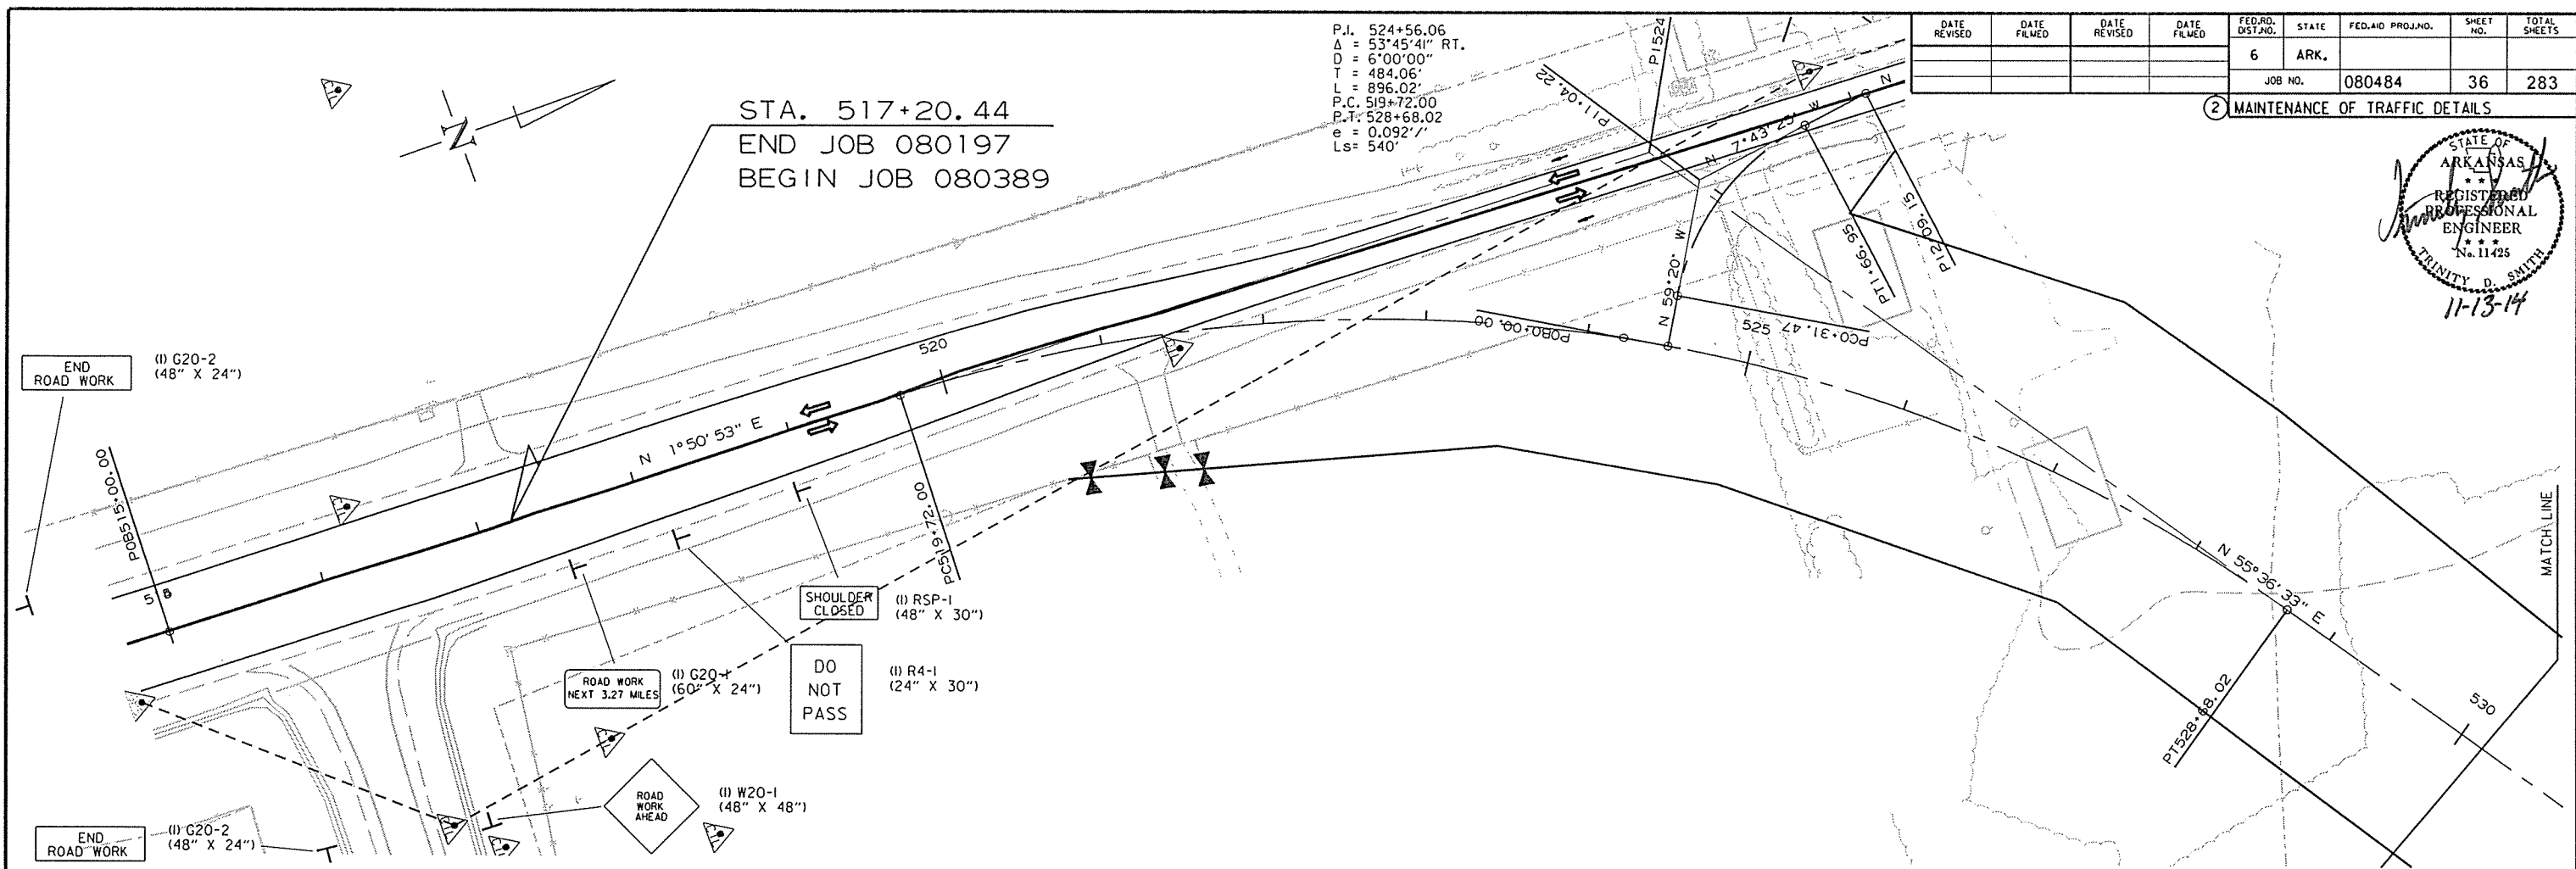 P.I. 524+56.06
Δ = 53°45'41" RT.
D = 6°00'00"
T = 484.06'
L = 896.02'
P.C. 519+72.00
P.T. 528+68.02
e = 0.092'/'
Ls= 540'
DATE REVISED
DATE FILMED
DATE REVISED
DATE FILMED
FED.RD. DIST.NO.
STATE
FED.AID PROJ.NO.
SHEET NO.
TOTAL SHEETS
6
ARK.
JOB NO.
080484
36
283
2
MAINTENANCE OF TRAFFIC DETAILS
STATE OF
ARKANSAS
REGISTERED
PROFESSIONAL
ENGINEER
No. 11425
TRINITY D. SMITH
11-13-14
N
STA. 517+20.44
END JOB 080197
BEGIN JOB 080389
PI524
PI1+04.22
N 7°43'25" W
N
PI2+09.15
PT1+66.95
N 59°20' W
PC0+31.47
525
POB0+00.00
520
N 1°50'53" E
END
ROAD WORK
(1) G20-2
(48" X 24")
POB515+00.00
PC519+72.00
SHOULDER
CLOSED
(1) RSP-1
(48" X 30")
ROAD WORK
NEXT 3.27 MILES
(1) G20-1
(60" X 24")
DO
NOT
PASS
(1) R4-1
(24" X 30")
ROAD
WORK
AHEAD
(1) W20-1
(48" X 48")
END
ROAD WORK
(1) G20-2
(48" X 24")
N 55°36'33" E
PT528+68.02
530
MATCH LINE